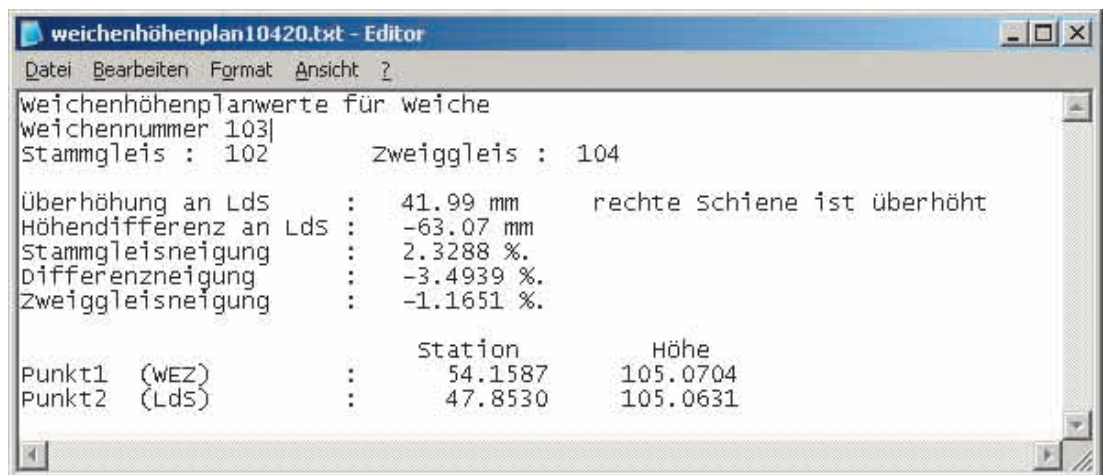 weichenhöhenplan10420.txt - Editor
Datei Bearbeiten Format Ansicht ?
Weichenhöhenplanwerte für Weiche
Weichennummer 103
Stammgleis : 102 Zweiggleis : 104
Überhöhung an LdS : 41.99 mm rechte Schiene ist überhöht
Höhendifferenz an LdS : -63.07 mm
Stammgleisneigung : 2.3288 %.
Differenzneigung : -3.4939 %.
Zweiggleisneigung : -1.1651 %.
Station Höhe
Punkt1 (WEZ) : 54.1587 105.0704
Punkt2 (LdS) : 47.8530 105.0631